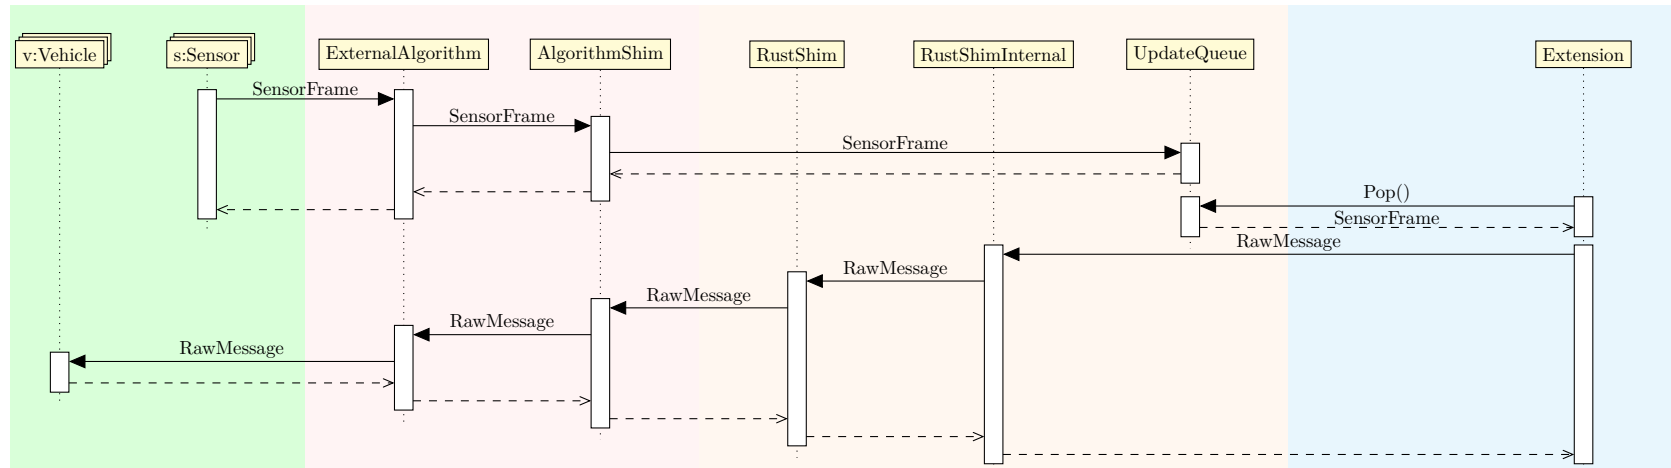 v:Vehicle
s:Sensor
ExternalAlgorithm
AlgorithmShim
RustShim
RustShimInternal
UpdateQueue
Extension
SensorFrame
SensorFrame
SensorFrame
Pop()
SensorFrame
RawMessage
RawMessage
RawMessage
RawMessage
RawMessage